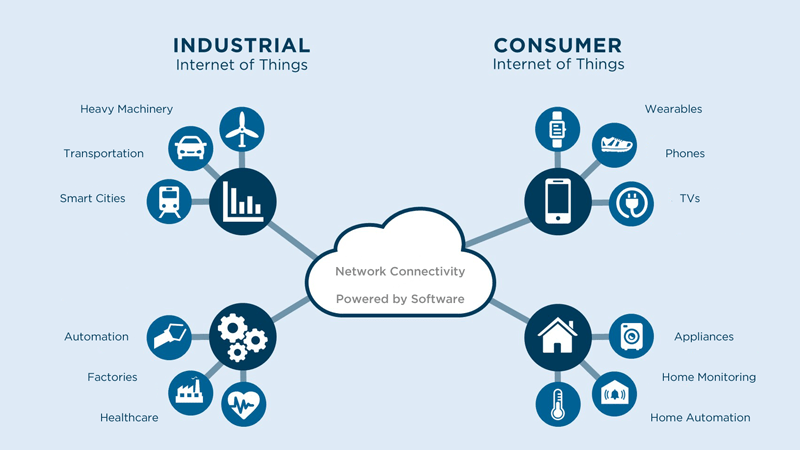 INDUSTRIAL
Internet of Things
CONSUMER
Internet of Things
Heavy Machinery
Transportation
Smart Cities
Wearables
Phones
TVs
Network Connectivity
Powered by Software
Automation
Factories
Healthcare
Appliances
Home Monitoring
Home Automation